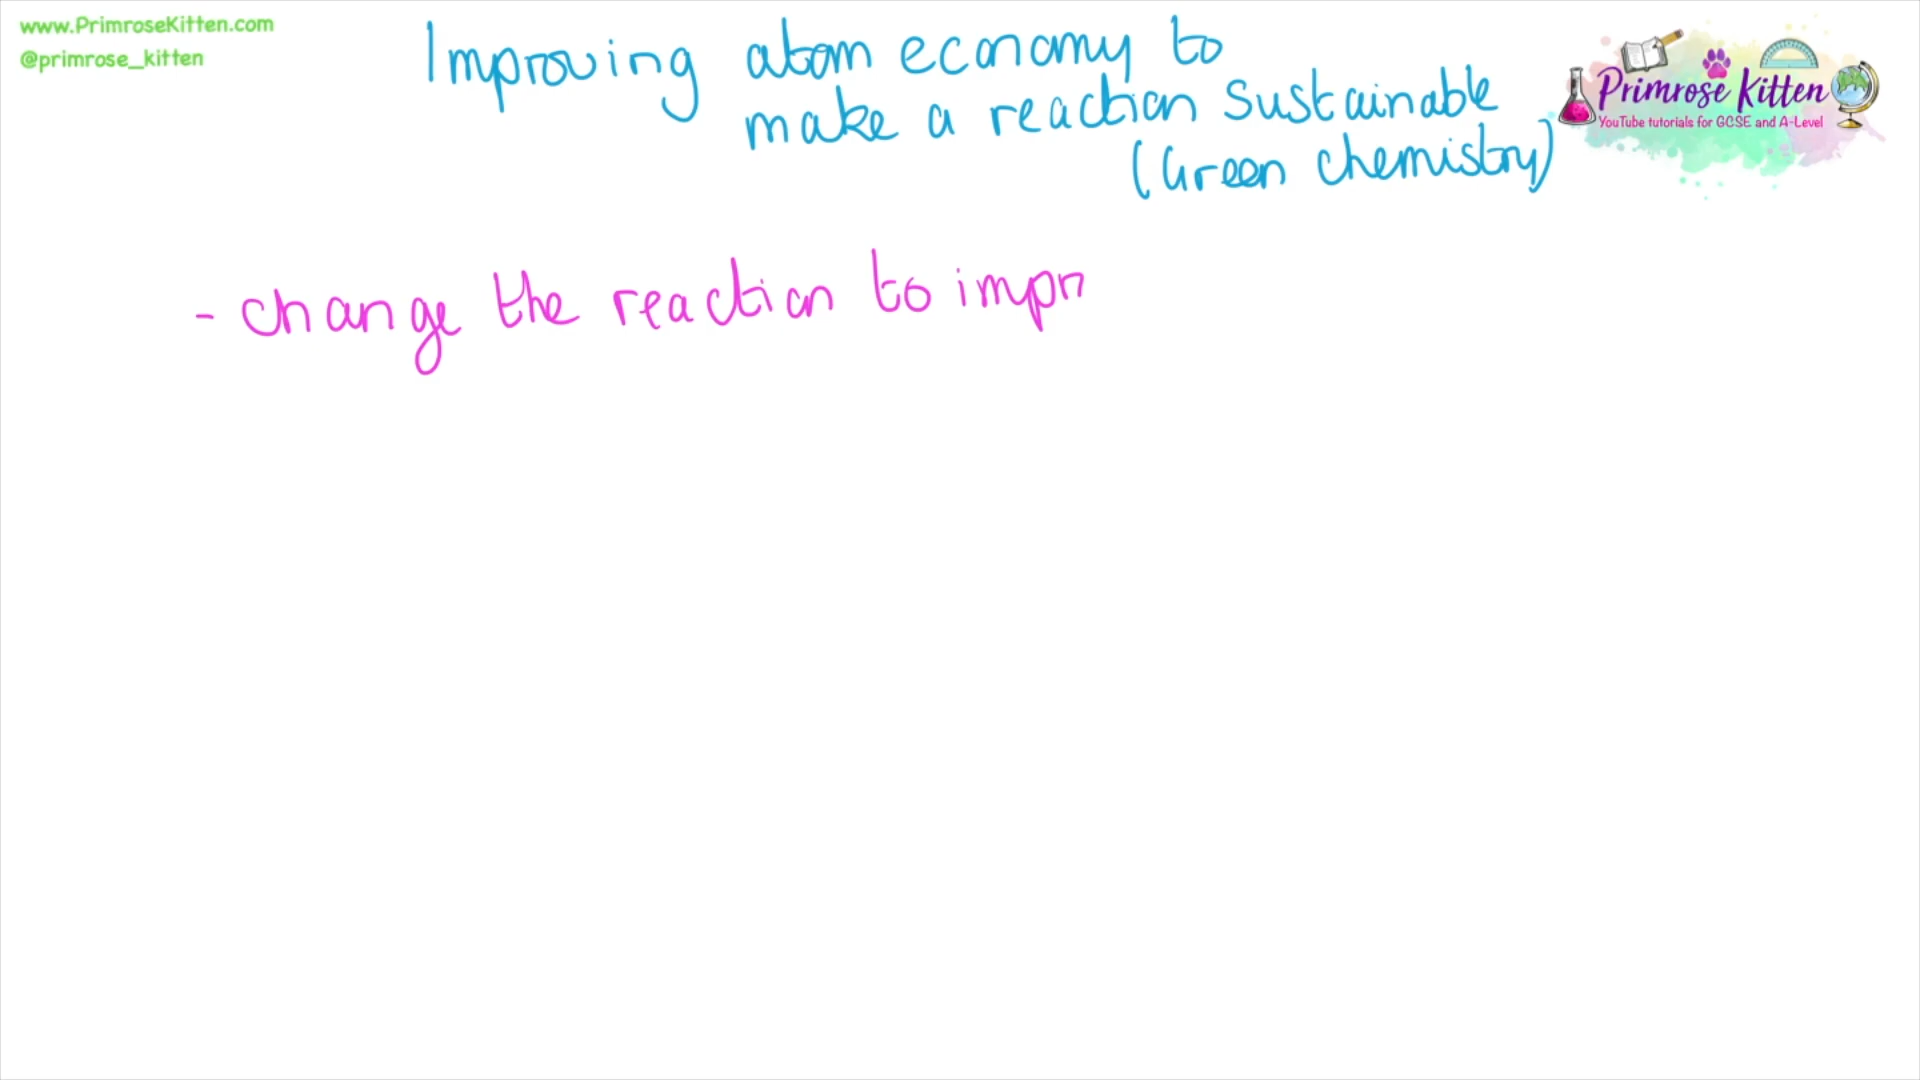 www.PrimroseKitten.com
@primrose_kitten
Improving atom economy to
make a reaction sustainable
(Green chemistry)
Primrose Kitten
YouTube tutorials for GCSE and A-Level
- change the reaction to impr